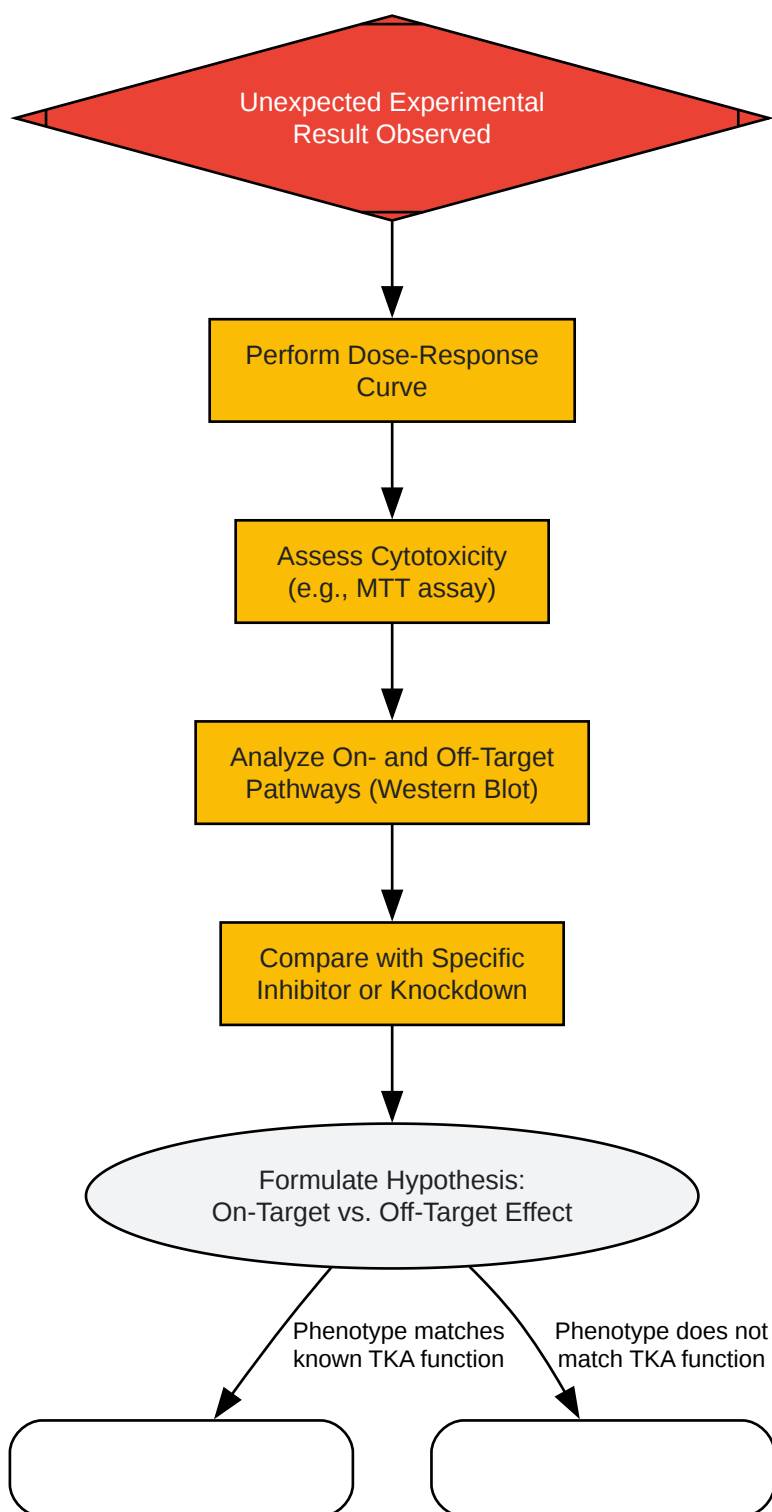 Unexpected Experimental
Result Observed
Perform Dose-Response
Curve
Assess Cytotoxicity
(e.g., MTT assay)
Analyze On- and Off-Target
Pathways (Western Blot)
Compare with Specific
Inhibitor or Knockdown
Formulate Hypothesis:
On-Target vs. Off-Target Effect
Phenotype matches
known TKA function
Phenotype does not
match TKA function